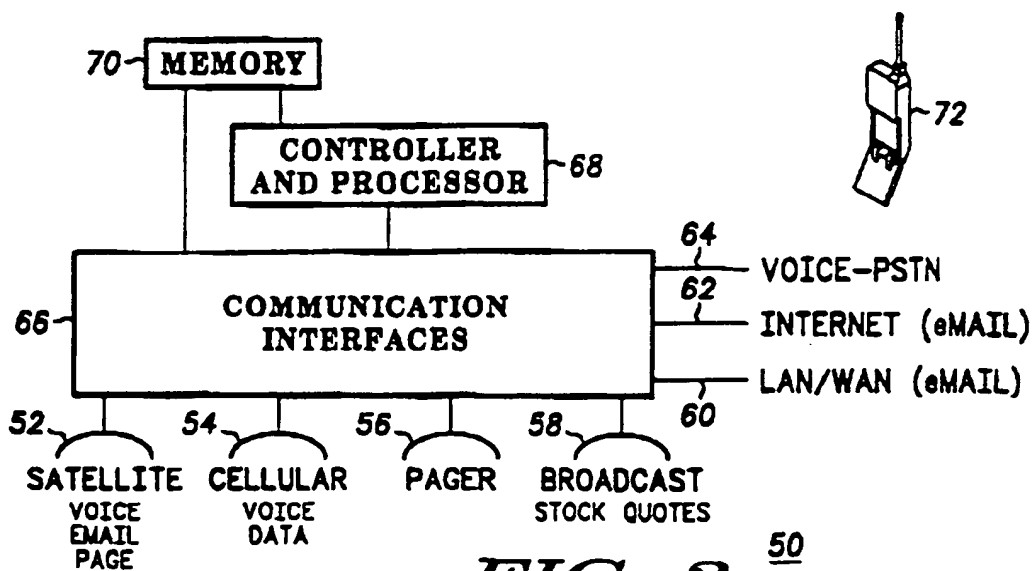 70 MEMORY
72
CONTROLLER
AND PROCESSOR 68
64
VOICE-PSTN
66 COMMUNICATION
INTERFACES
62
INTERNET (eMAIL)
LAN/WAN (eMAIL)
60
52 54 56 58
SATELLITE CELLULAR PAGER BROADCAST
VOICE VOICE STOCK QUOTES
EMAIL DATA
PAGE
50